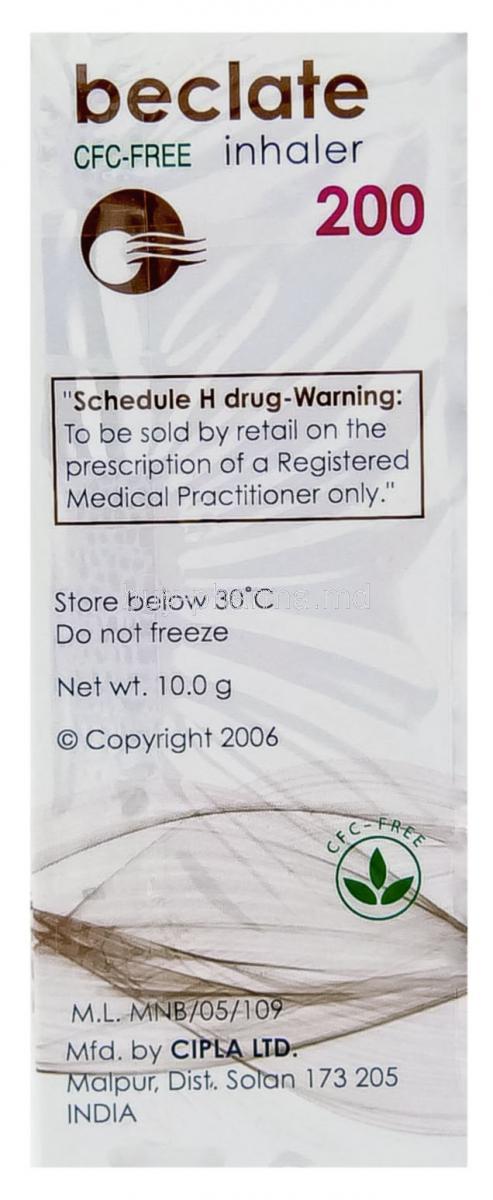 beclate
CFC-FREE inhaler
200
"Schedule H drug-Warning:
To be sold by retail on the
prescription of a Registered
Medical Practitioner only."
Store below 30°C
Do not freeze
Net wt. 10.0 g
© Copyright 2006
CFC-FREE
M.L. MNB/05/109
Mfd. by CIPLA LTD.
Malpur, Dist. Solan 173 205
INDIA